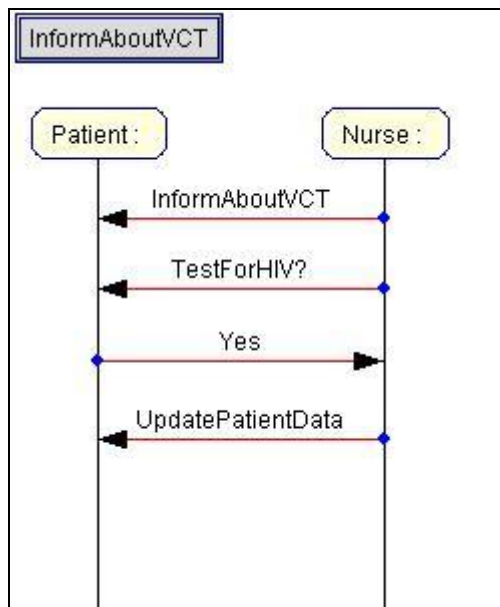 InformAboutVCT
Patient : Nurse :
InformAboutVCT
TestForHIV?
Yes
UpdatePatientData